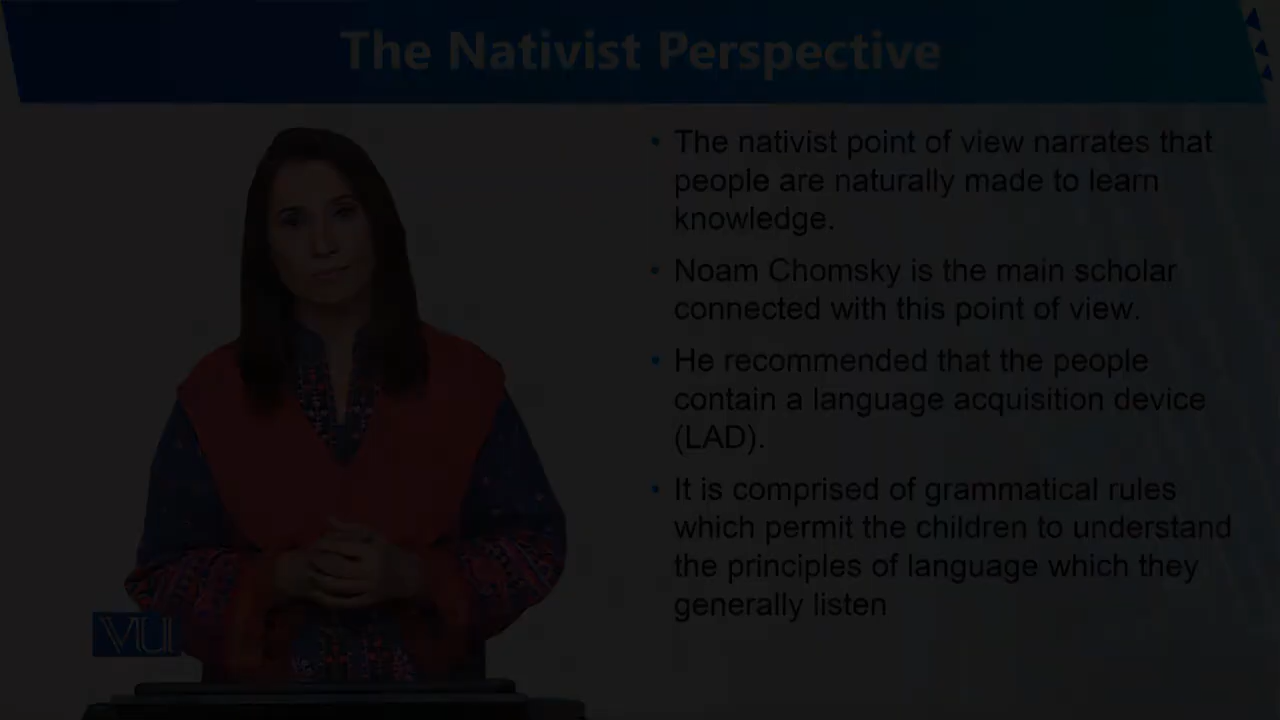 The Nativist Perspective
• The nativist point of view narrates that
people are naturally made to learn
knowledge.
• Noam Chomsky is the main scholar
connected with this point of view.
• He recommended that the people
contain a language acquisition device
(LAD).
• It is comprised of grammatical rules
which permit the children to understand
the principles of language which they
generally listen
VU